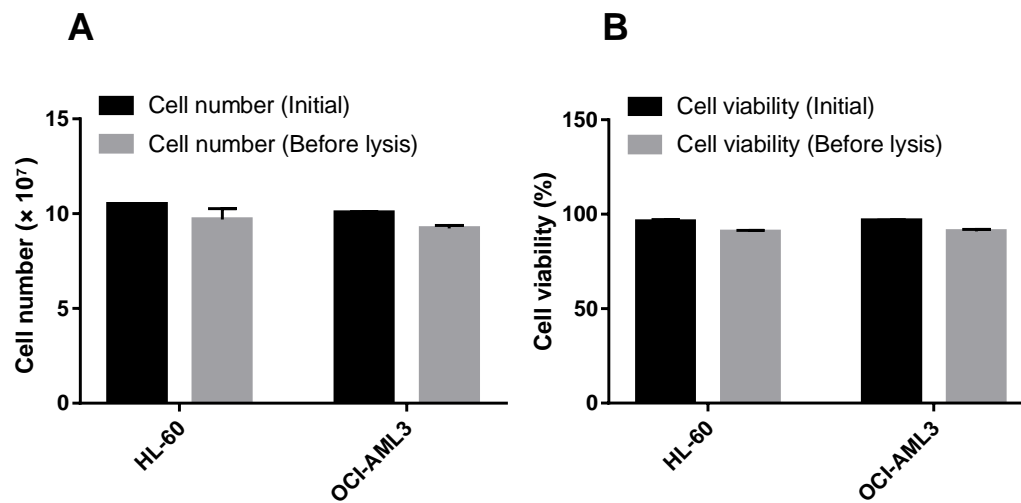 A
Cell number (Initial)
Cell number (Before lysis)
15
10
5
0
Cell number (× 10⁷)
HL-60
OCI-AML3
B
Cell viability (Initial)
Cell viability (Before lysis)
150
100
50
0
Cell viability (%)
HL-60
OCI-AML3